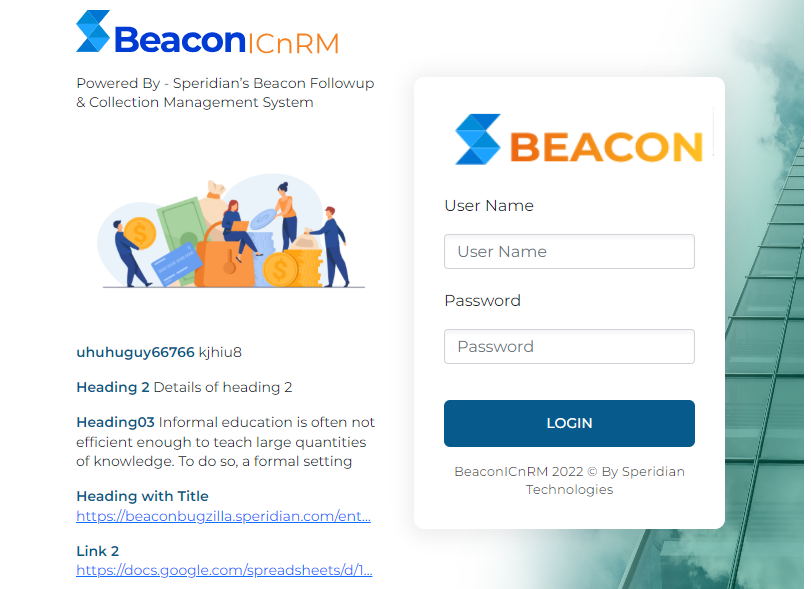 BeaconICnRM
Powered By - Speridian’s Beacon Followup
& Collection Management System
uhuhuguy66766 kjhiu8
Heading 2 Details of heading 2
Heading03 Informal education is often not
efficient enough to teach large quantities
of knowledge. To do so, a formal setting
Heading with Title
https://beaconbugzilla.speridian.com/ent...
Link 2
https://docs.google.com/spreadsheets/d/1...
BEACON
User Name
User Name
Password
Password
LOGIN
BeaconICnRM 2022 © By Speridian
Technologies